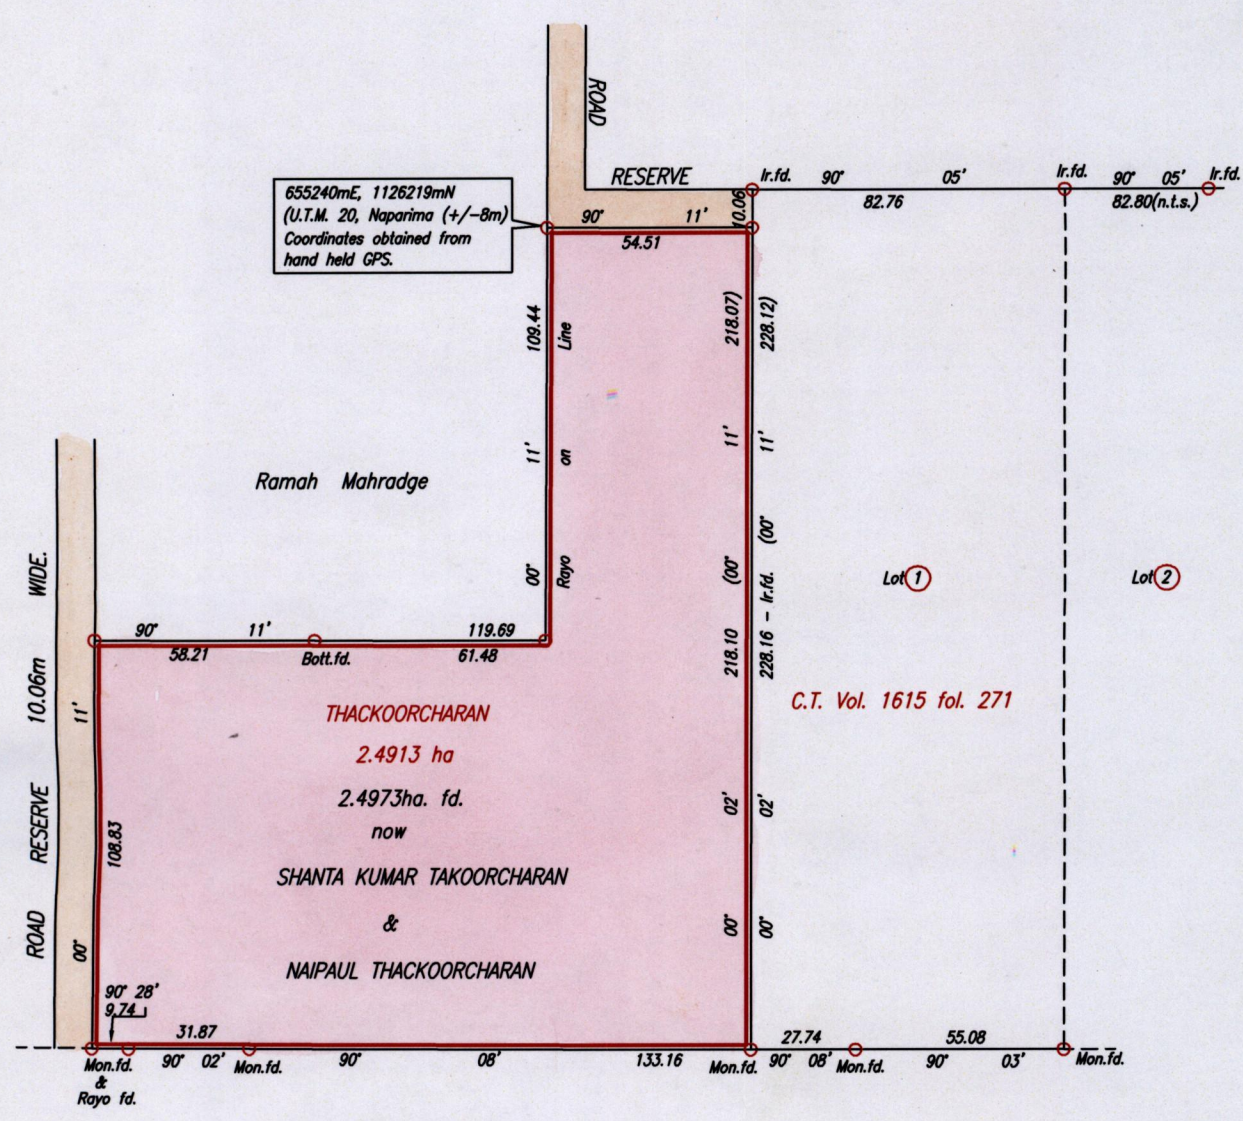 ROAD
RESERVE
Ir.fd. 90° 05' Ir.fd. 90° 05' Ir.fd.
82.76
82.80(n.t.s.)
655240mE, 1126219mN
(U.T.M. 20, Naparima (+/-8m)
Coordinates obtained from
hand held GPS.
90° 11' 10.06
54.51
00° 11' 109.44
Rayo on Line
00° 02' 218.10 (00° 11' 218.07)
00° 02' 228.16 - Ir.fd. (00° 11' 228.12)
Ramah Mahradge
Lot 1
Lot 2
ROAD RESERVE 10.06m WIDE.
90° 11' 119.69
58.21 Bott.fd. 61.48
00° 11'
108.83
THACKOORCHARAN
2.4913 ha
2.4973ha. fd.
now
SHANTA KUMAR TAKOORCHARAN
&
NAIPAUL THACKOORCHARAN
C.T. Vol. 1615 fol. 271
90° 28'
9.74
31.87
27.74
55.08
Mon.fd.
&
Rayo fd.
90° 02' Mon.fd. 90° 08' 133.16 Mon.fd. 90° 08' Mon.fd. 90° 03' Mon.fd.